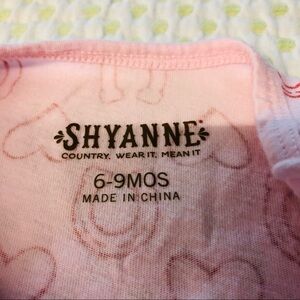 SHYANNE
COUNTRY. WEAR IT. MEAN IT
6-9MOS
MADE IN CHINA